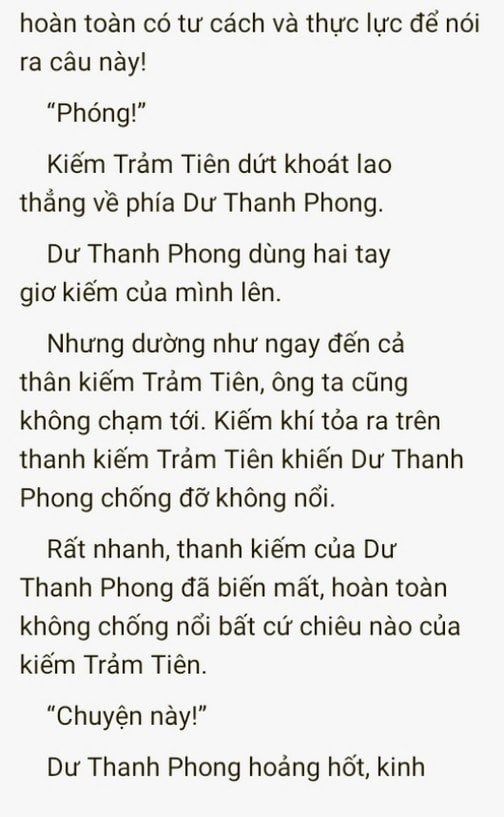 hoàn toàn có tư cách và thực lực để nói
ra câu này!
“Phóng!”
Kiếm Trảm Tiên dứt khoát lao
thẳng về phía Dư Thanh Phong.
Dư Thanh Phong dùng hai tay
giơ kiếm của mình lên.
Nhưng dường như ngay đến cả
thân kiếm Trảm Tiên, ông ta cũng
không chạm tới. Kiếm khí tỏa ra trên
thanh kiếm Trảm Tiên khiến Dư Thanh
Phong chống đỡ không nổi.
Rất nhanh, thanh kiếm của Dư
Thanh Phong đã biến mất, hoàn toàn
không chống nổi bất cứ chiêu nào của
kiếm Trảm Tiên.
“Chuyện này!”
Dư Thanh Phong hoảng hốt, kinh